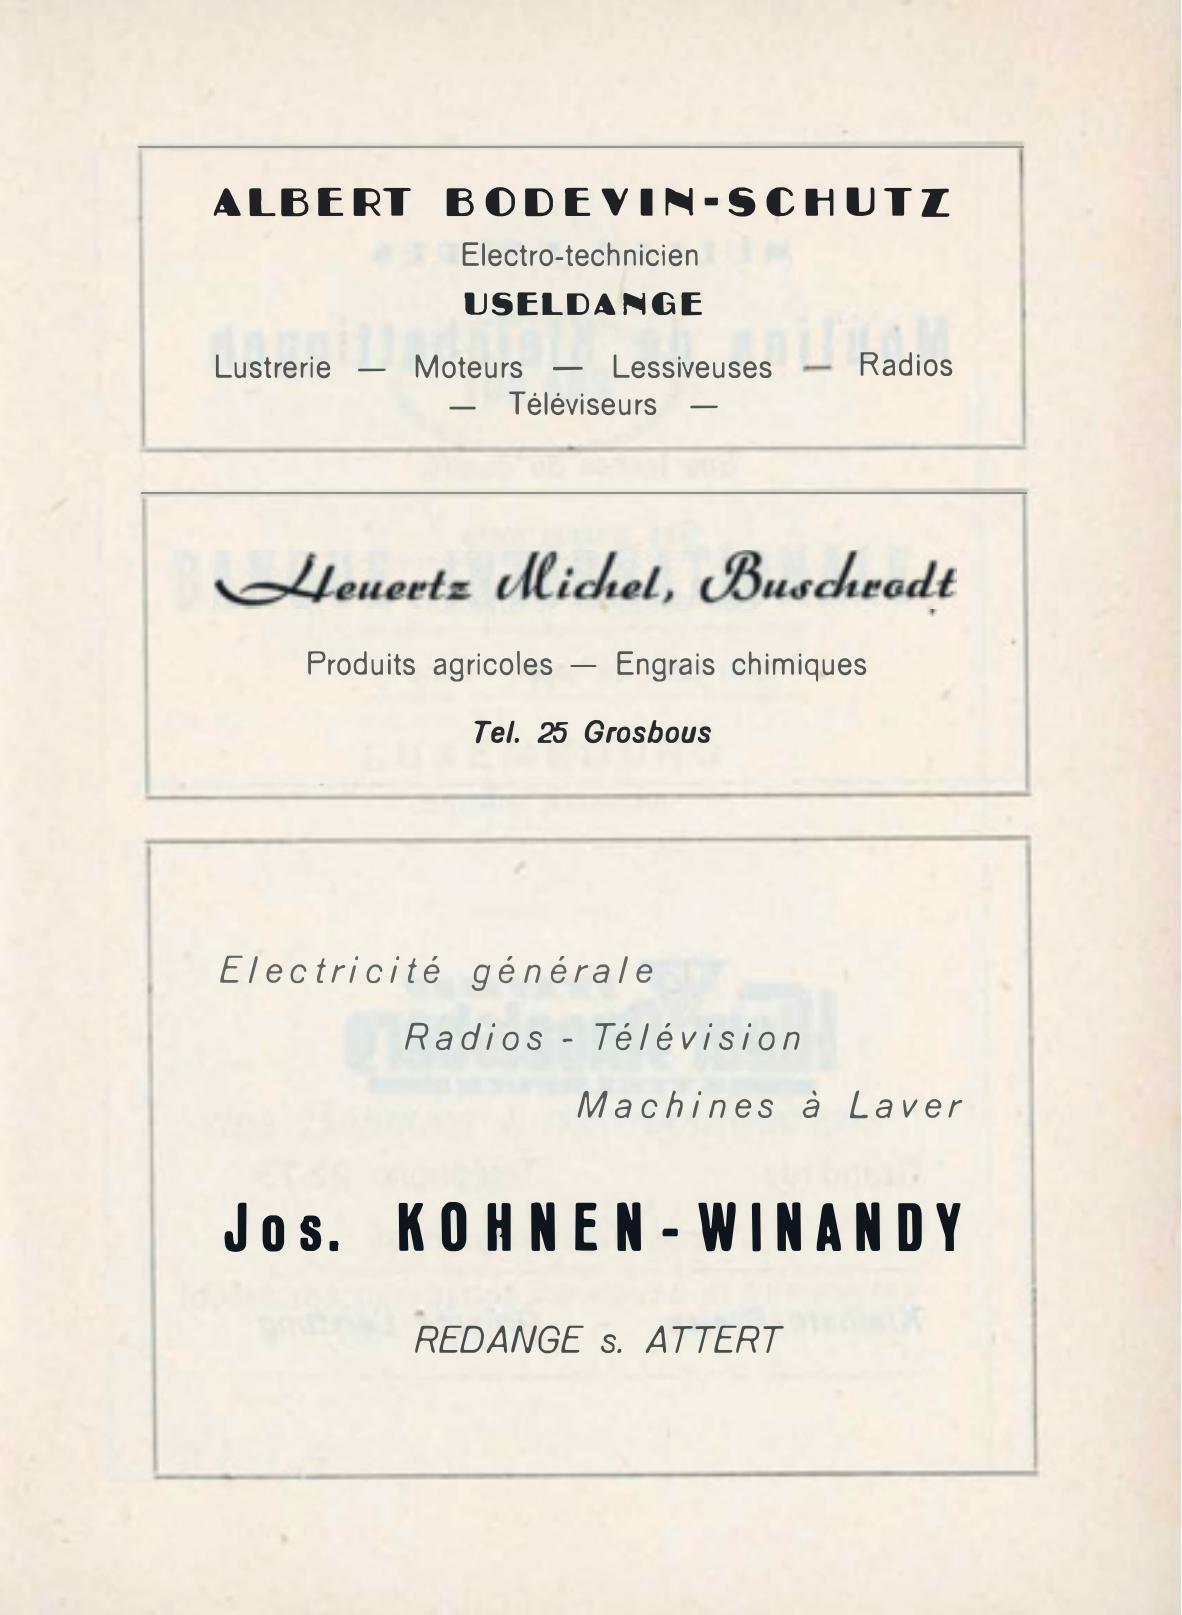 ALBERT BODEVIN-SCHUTZ
Electro-technicien
USELDANGE
Lustrerie — Moteurs — Lessiveuses — Radios
— Téléviseurs —
Heuertz Michel, Buschrodt
Produits agricoles — Engrais chimiques
Tel. 25 Grosbous
Electricité générale
Radios - Télévision
Machines à Laver
Jos. KOHNEN-WINANDY
REDANGE s. ATTERT